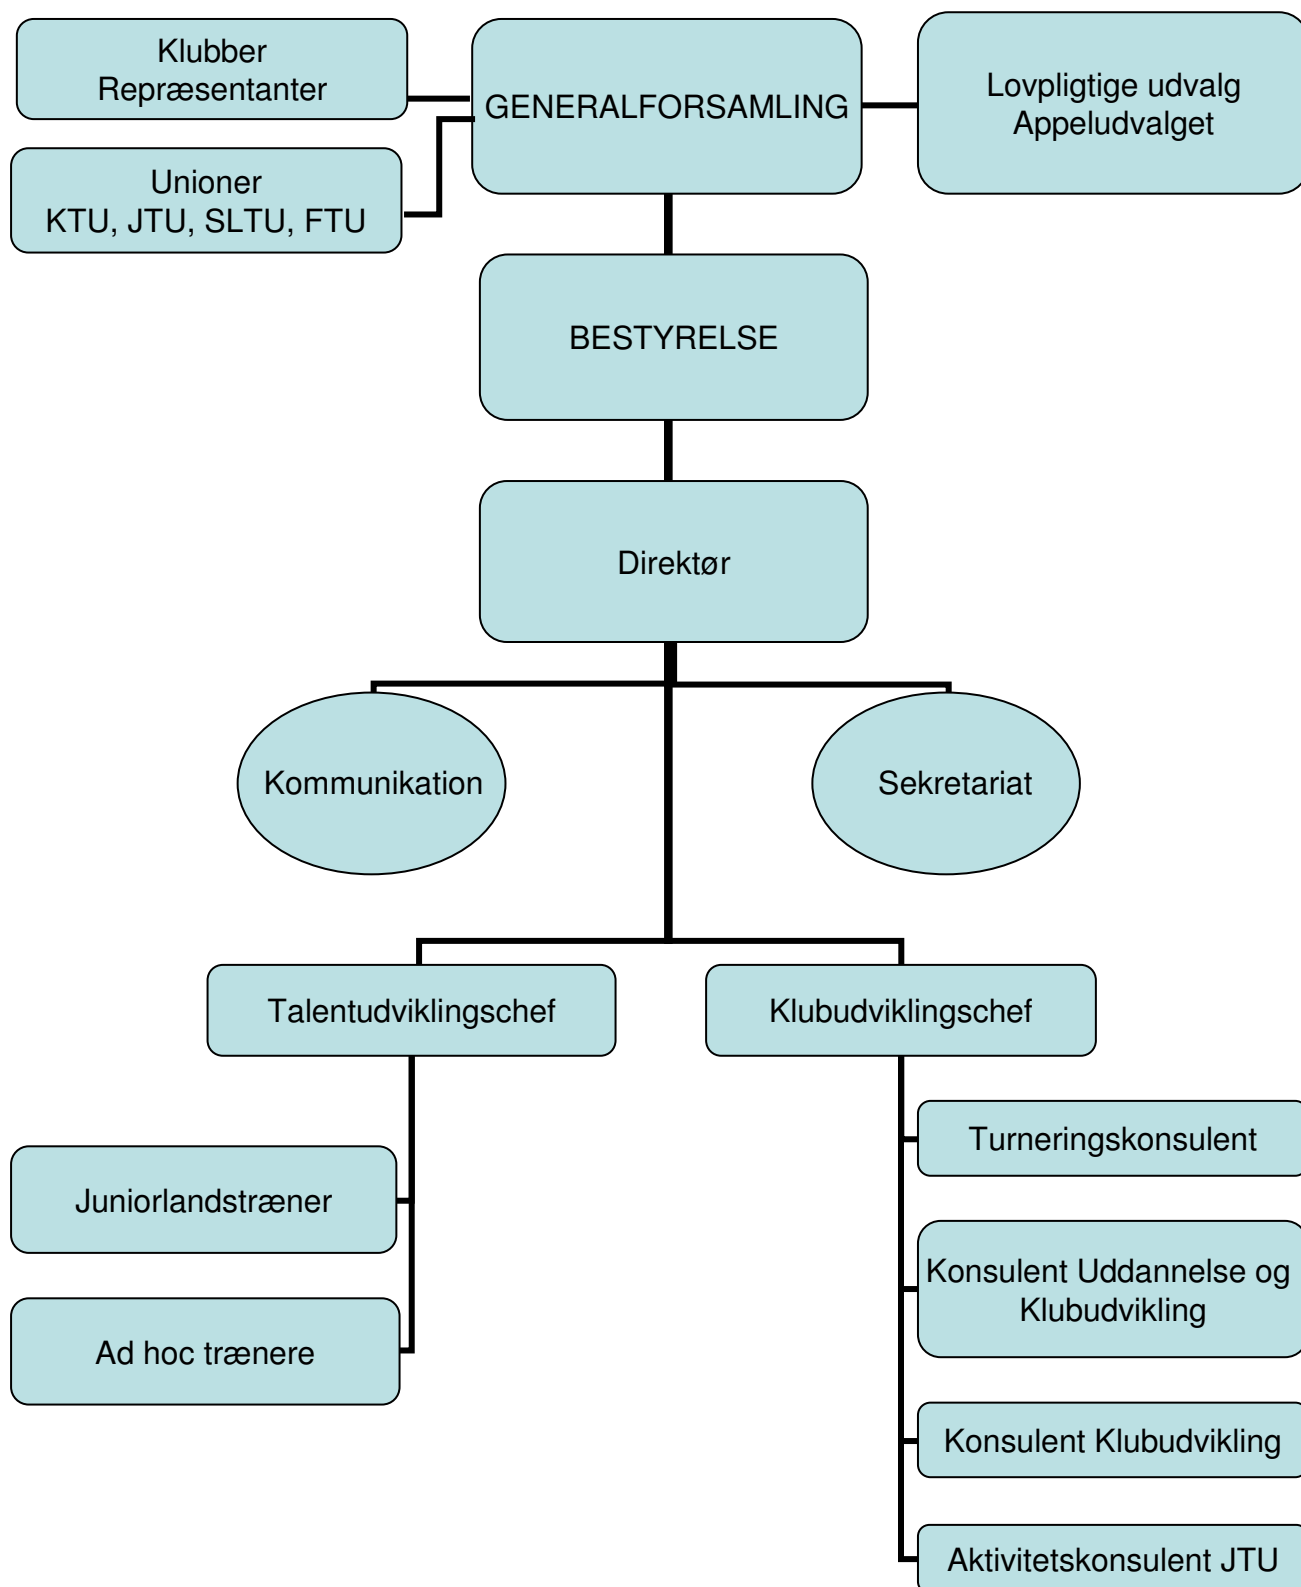 Klubber
Repræsentanter
GENERALFORSAMLING
Lovpligtige udvalg
Appeludvalget
Unioner
KTU, JTU, SLTU, FTU
BESTYRELSE
Direktør
Kommunikation
Sekretariat
Talentudviklingschef
Klubudviklingschef
Turneringskonsulent
Juniorlandstræner
Konsulent Uddannelse og
Klubudvikling
Ad hoc trænere
Konsulent Klubudvikling
Aktivitetskonsulent JTU